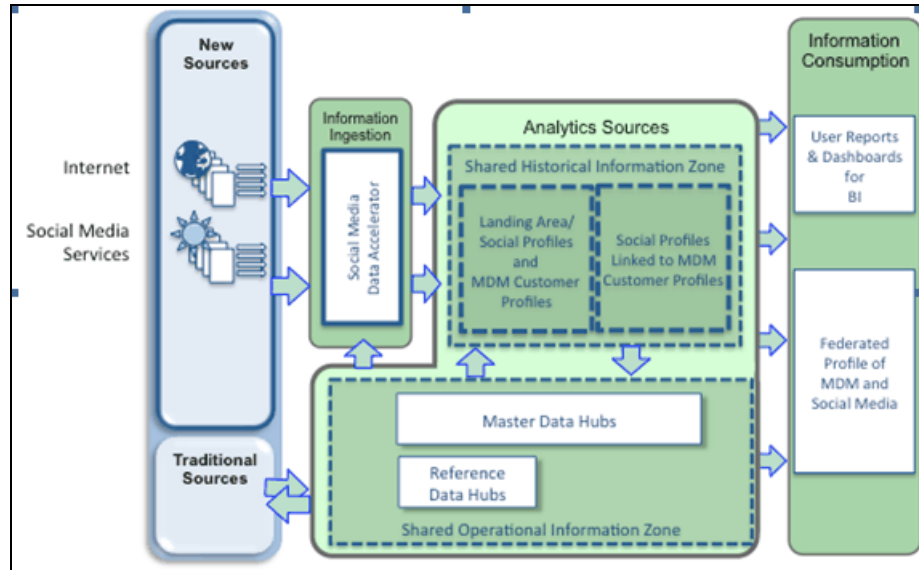 New
Sources
Internet
Social Media
Services
Traditional
Sources
Information
Ingestion
Social Media
Data Accelerator
Analytics Sources
Shared Historical Information Zone
Landing Area/
Social Profiles
and
MDM Customer
Profiles
Social Profiles
Linked to MDM
Customer Profiles
Master Data Hubs
Reference
Data Hubs
Shared Operational Information Zone
Information
Consumption
User Reports
& Dashboards
for
BI
Federated
Profile of
MDM and
Social Media